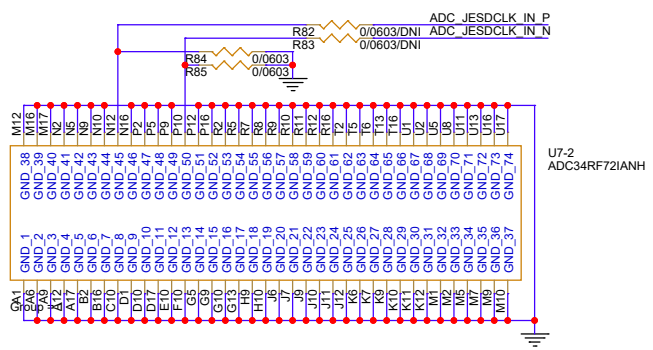 ADC_JESDCLK_IN_P
R82 0/0603/DNI ADC_JESDCLK_IN_N
R83 0/0603/DNI
R84 0/0603
R85 0/0603
M12 M16 M17 N2 N5 N9 N10 N12 N16 P2 P5 P9 P10 P12 P16 R2 R5 R7 R8 R9 R10 R11 R12 R16 T2 T5 T6 T13 T16 U1 U2 U5 U8 U11 U13 U16 U17
U7-2
ADC34RF72IANH
GND_38 GND_39 GND_40 GND_41 GND_42 GND_43 GND_44 GND_45 GND_46 GND_47 GND_48 GND_49 GND_50 GND_51 GND_52 GND_53 GND_54 GND_55 GND_56 GND_57 GND_58 GND_59 GND_60 GND_61 GND_62 GND_63 GND_64 GND_65 GND_66 GND_67 GND_68 GND_69 GND_70 GND_71 GND_72 GND_73 GND_74
GND_1 GND_2 GND_3 GND_4 GND_5 GND_6 GND_7 GND_8 GND_9 GND_10 GND_11 GND_12 GND_13 GND_14 GND_15 GND_16 GND_17 GND_18 GND_19 GND_20 GND_21 GND_22 GND_23 GND_24 GND_25 GND_26 GND_27 GND_28 GND_29 GND_30 GND_31 GND_32 GND_33 GND_34 GND_35 GND_36 GND_37
A1 A6 A9 A12 A17 B2 B16 C10 D1 D10 D17 E10 F10 G5 G9 G10 G13 H9 H10 J6 J7 J9 J10 J11 J12 K6 K7 K9 K10 K11 K12 M1 M2 M5 M7 M9 M10